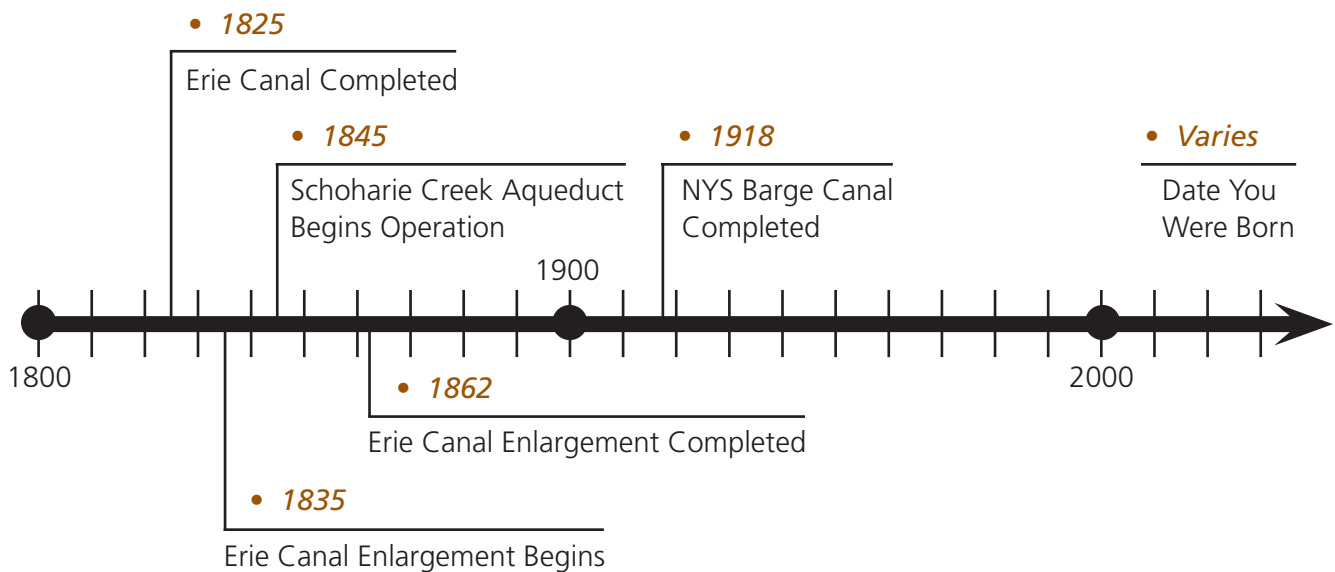 • 1825
Erie Canal Completed
• 1845
Schoharie Creek Aqueduct
Begins Operation
• 1918
NYS Barge Canal
Completed
• Varies
Date You
Were Born
1900
1800
2000
• 1862
Erie Canal Enlargement Completed
• 1835
Erie Canal Enlargement Begins